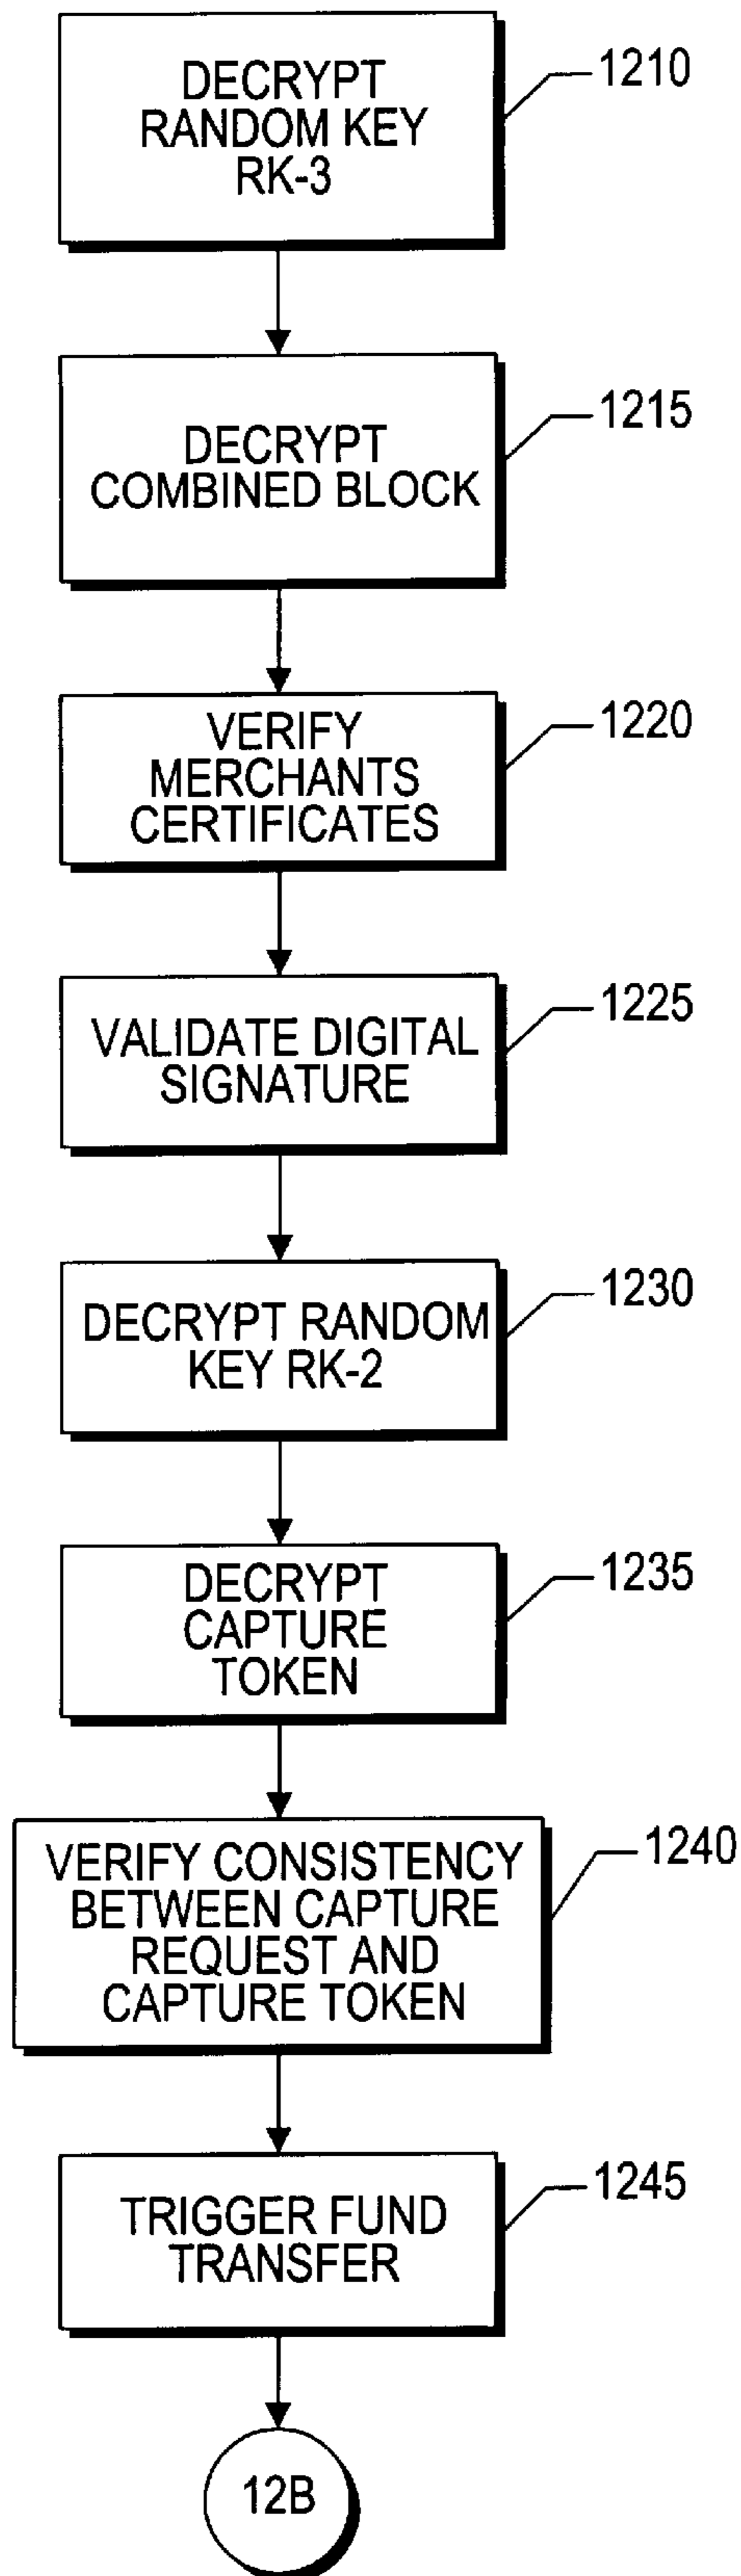 DECRYPT
RANDOM KEY
RK-3
1210
DECRYPT
COMBINED BLOCK
1215
VERIFY
MERCHANTS
CERTIFICATES
1220
VALIDATE DIGITAL
SIGNATURE
1225
DECRYPT RANDOM
KEY RK-2
1230
DECRYPT
CAPTURE
TOKEN
1235
VERIFY CONSISTENCY
BETWEEN CAPTURE
REQUEST AND
CAPTURE TOKEN
1240
TRIGGER FUND
TRANSFER
1245
12B